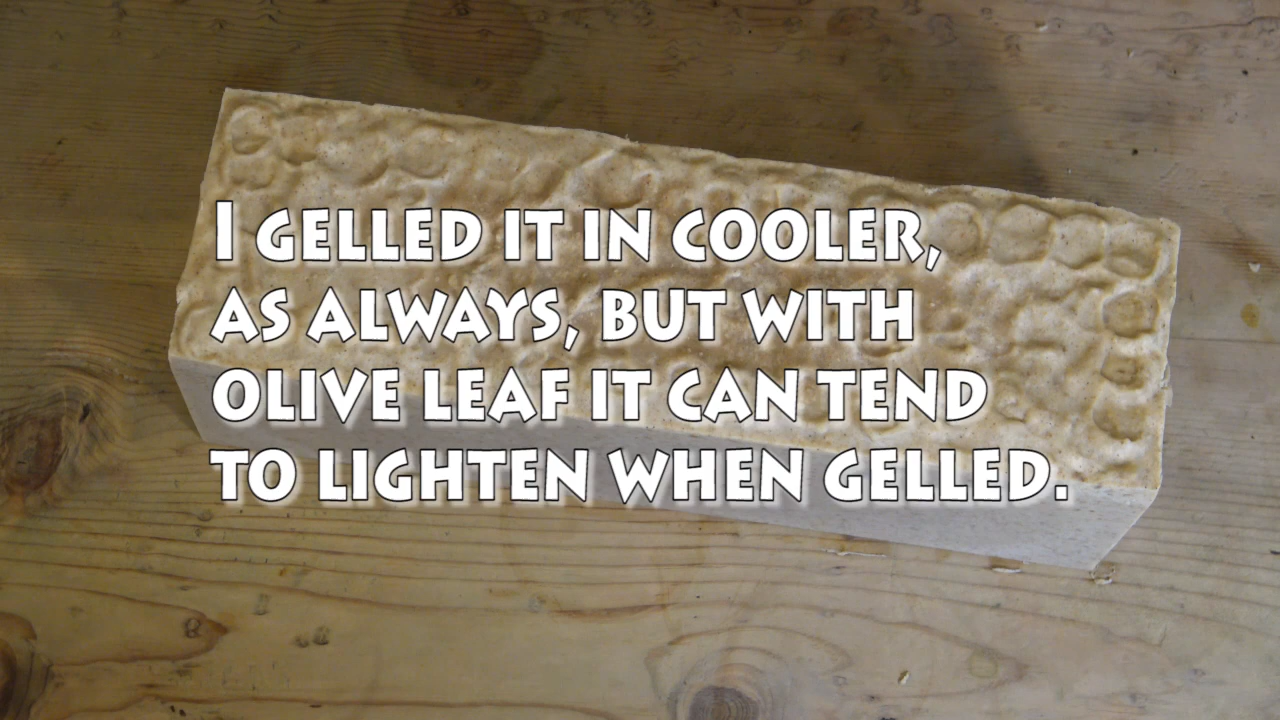 I GELLED IT IN COOLER,
AS ALWAYS, BUT WITH
OLIVE LEAF IT CAN TEND
TO LIGHTEN WHEN GELLED.